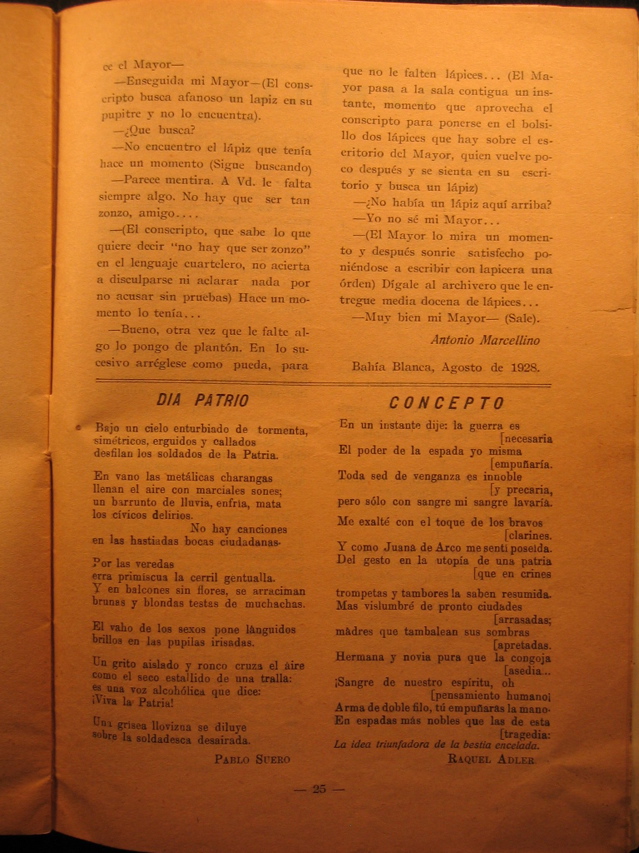 ce el Mayor—
—Enseguida mi Mayor—(El cons-
cripto busca afanoso un lapiz en su
pupitre y no lo encuentra).
—¿Que busca?
—No encuentro el lápiz que tenía
hace un momento (Sigue buscando)
—Parece mentira. A Vd. le falta
siempre algo. No hay que ser tan
zonzo, amigo....
—(El conscripto, que sabe lo que
quiere decir "no hay que ser zonzo"
en el lenguaje cuartelero, no acierta
a disculparse ni aclarar nada por
no acusar sin pruebas) Hace un mo-
mento lo tenía...
—Bueno, otra vez que le falte al-
go lo pongo de plantón. En lo su-
cesivo arréglese como pueda, para
que no le falten lápices... (El Ma-
yor pasa a la sala contigua un ins-
tante, momento que aprovecha el
conscripto para ponerse en el bolsi-
llo dos lápices que hay sobre el es-
critorio del Mayor, quien vuelve po-
co después y se sienta en su escri-
torio y busca un lápiz)
—¿No había un lápiz aquí arriba?
—Yo no sé mi Mayor...
—(El Mayor lo mira un momen-
to y después sonrie satisfecho po-
niéndose a escribir con lapicera una
órden) Dígale al archivero que le en-
tregue media docena de lápices...
—Muy bien mi Mayor— (Sale).
Antonio Marcellino
Bahía Blanca, Agosto de 1928.
DIA PATRIO
Bajo un cielo enturbiado de tormenta,
simétricos, erguidos y callados
desfilan los soldados de la Patria.
En vano las metálicas charangas
llenan el aire con marciales sones;
un barrunto de lluvia, enfria, mata
los cívicos delirios.
No hay canciones
en las hastiadas bocas ciudadanas.
Por las veredas
erra primiscua la cerril gentualla.
Y en balcones sin flores, se arraciman
brunas y blondas testas de muchachas.
El vaho de los sexos pone lánguidos
brillos en las pupilas irisadas.
Un grito aislado y ronco cruza el aire
como el seco estallido de una tralla:
es una voz alcohólica que dice:
¡Viva la Patria!
Una grisea llovizna se diluye
sobre la soldadesca desairada.
PABLO SUERO
CONCEPTO
En un instante dije: la guerra es
[necesaria
El poder de la espada yo misma
[empuñaría.
Toda sed de venganza es innoble
[y precaria,
pero sólo con sangre mi sangre lavaría.
Me exalté con el toque de los bravos
[clarines.
Y como Juana de Arco me sentí poseida.
Del gesto en la utopía de una patria
[que en crines
trompetas y tambores la saben resumida.
Mas vislumbré de pronto ciudades
[arrasadas;
mádres que tambalean sus sombras
[apretadas.
Hermana y novia pura que la congoja
[asedia...
¡Sangre de nuestro espíritu, oh
[pensamiento humano¡
Arma de doble filo, tú empuñarás la mano.
En espadas más nobles que las de esta
[tragedia:
La idea triunfadora de la bestia encelada.
RAQUEL ADLER
— 25 —